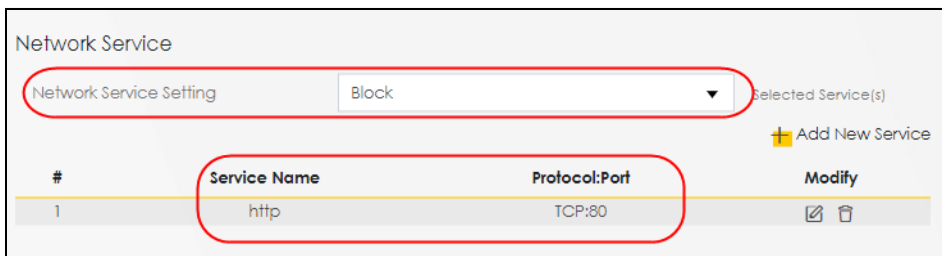 Network Service
Network Service Setting Block Selected Service(s)
Add New Service
# Service Name Protocol:Port Modify
1 http TCP:80